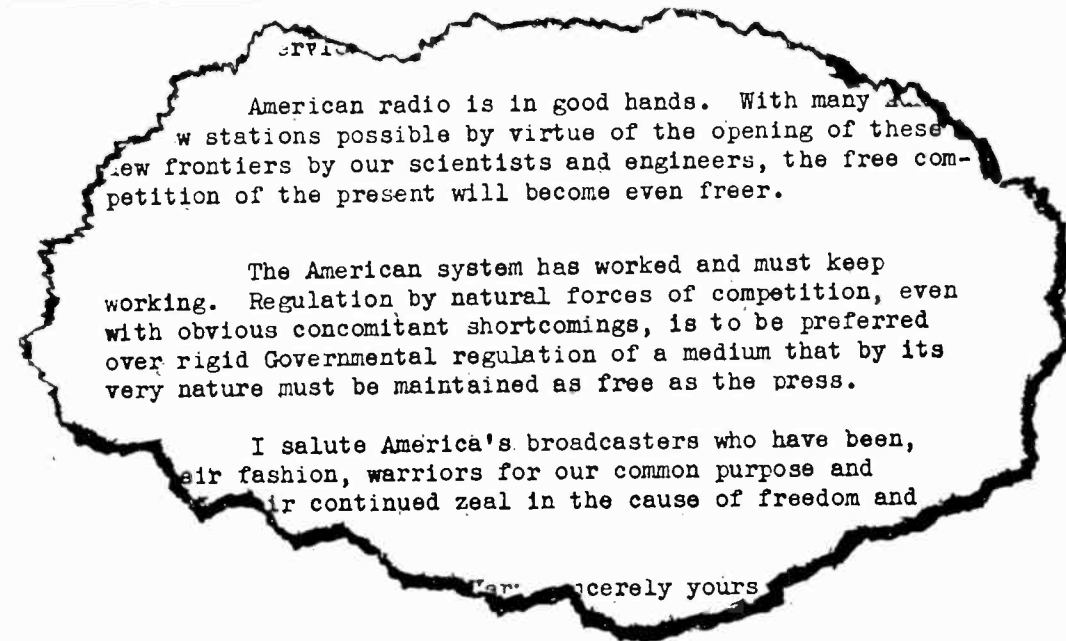 American radio is in good hands. With many
w stations possible by virtue of the opening of these
new frontiers by our scientists and engineers, the free com-
petition of the present will become even freer.
The American system has worked and must keep
working. Regulation by natural forces of competition, even
with obvious concomitant shortcomings, is to be preferred
over rigid Governmental regulation of a medium that by its
very nature must be maintained as free as the press.
I salute America's broadcasters who have been,
eir fashion, warriors for our common purpose and
ir continued zeal in the cause of freedom and
cerely yours